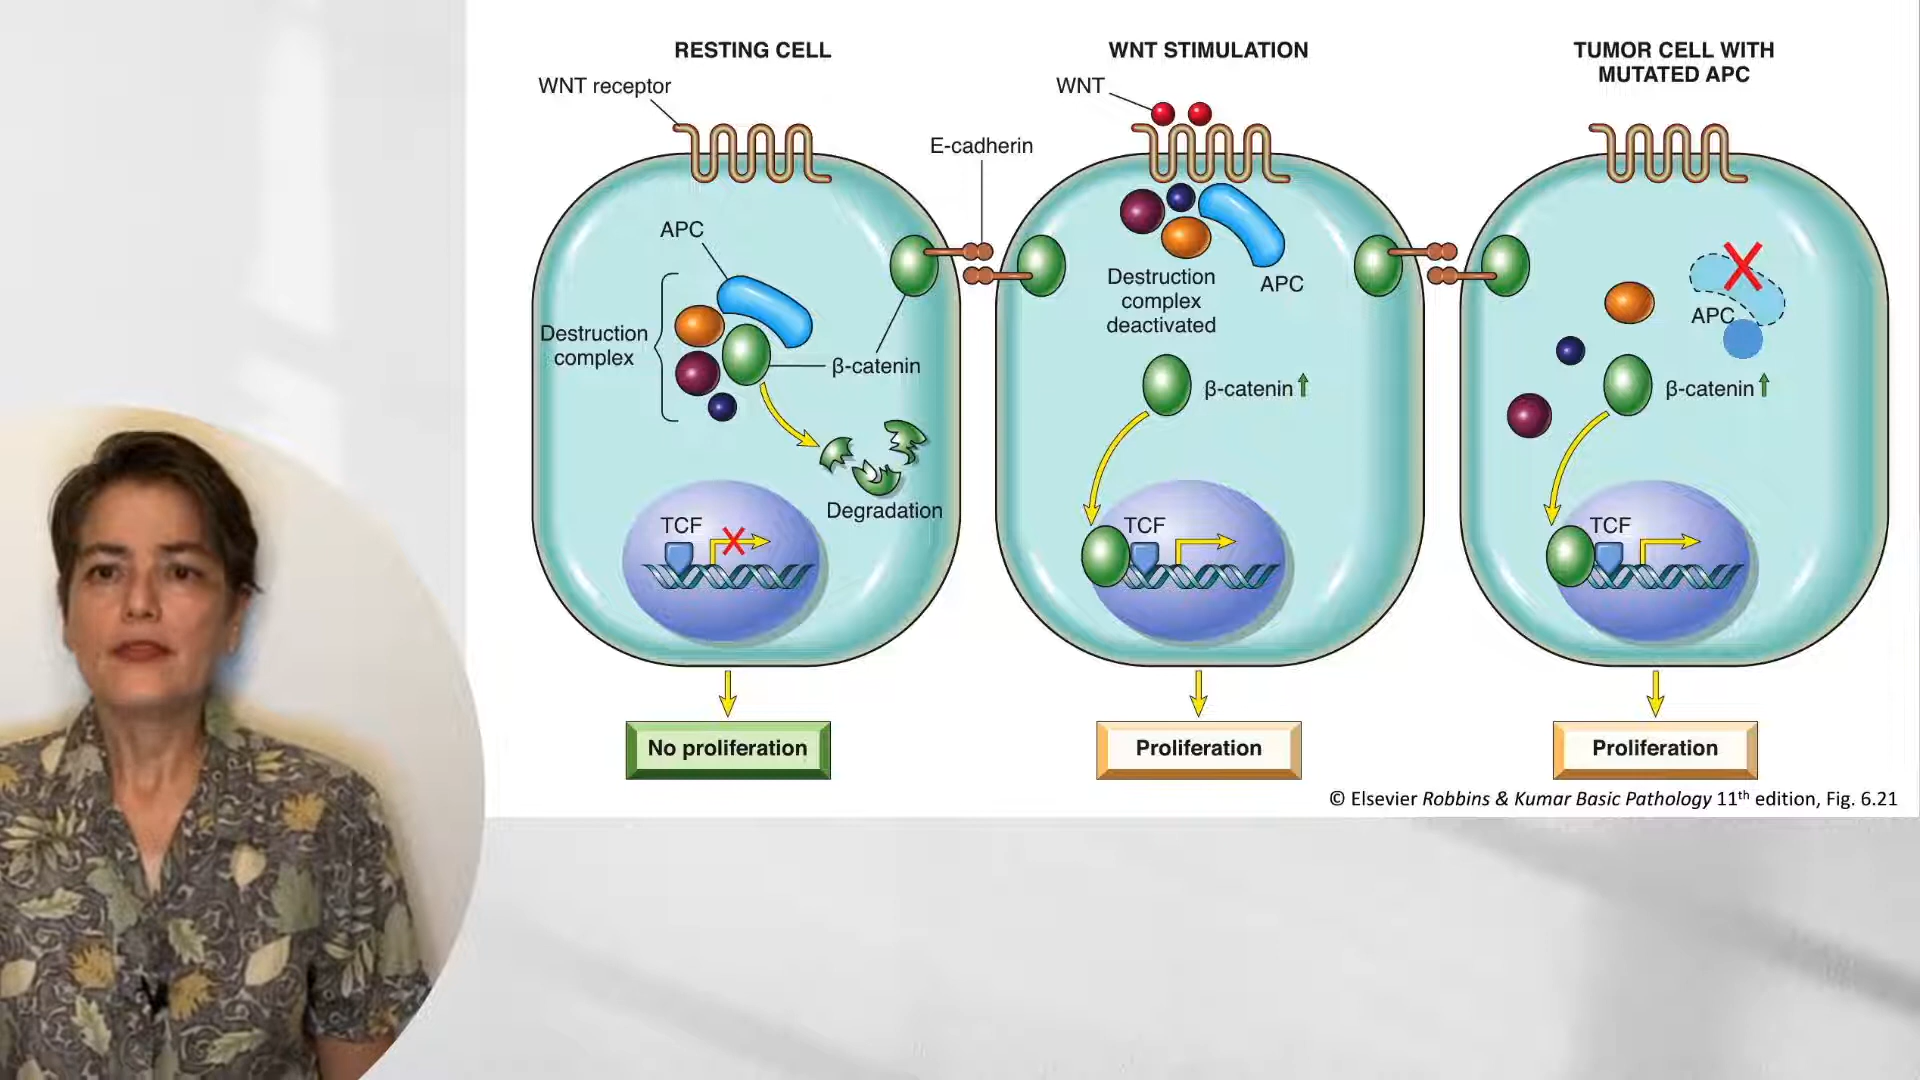 RESTING CELL
WNT receptor
APC
Destruction
complex
β-catenin
Degradation
TCF
No proliferation
E-cadherin
WNT STIMULATION
WNT
Destruction
complex
deactivated
APC
β-catenin↑
TCF
Proliferation
TUMOR CELL WITH
MUTATED APC
APC
β-catenin↑
TCF
Proliferation
© Elsevier Robbins & Kumar Basic Pathology 11th edition, Fig. 6.21